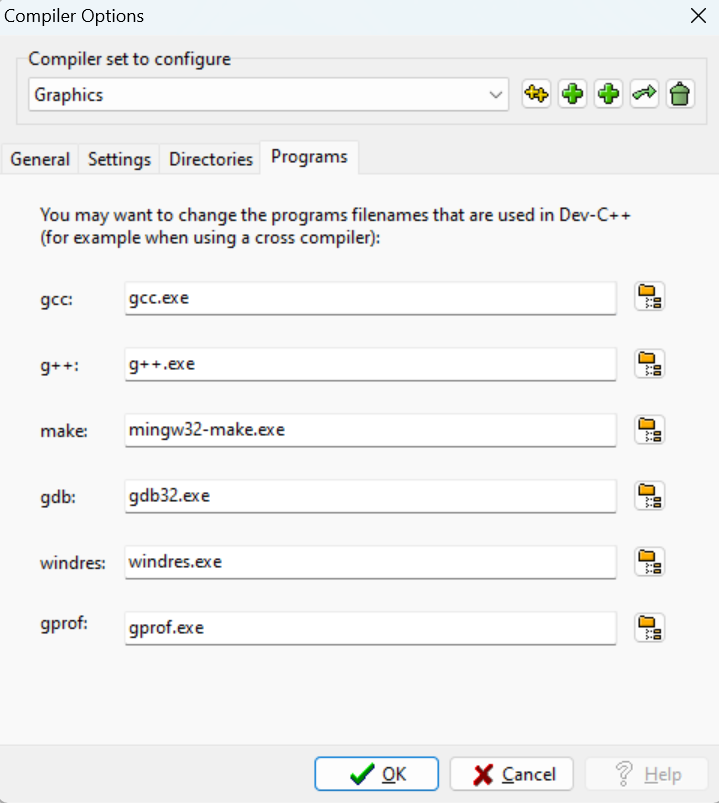 Compiler Options
Compiler set to configure
Graphics
General Settings Directories Programs
You may want to change the programs filenames that are used in Dev-C++
(for example when using a cross compiler):
gcc: gcc.exe
g++: g++.exe
make: mingw32-make.exe
gdb: gdb32.exe
windres: windres.exe
gprof: gprof.exe
OK Cancel Help